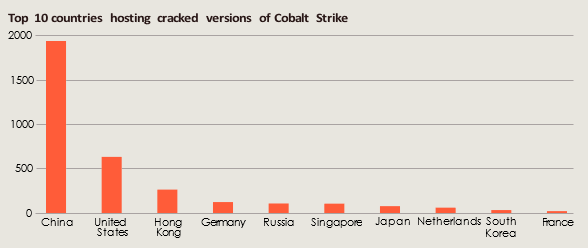 Top 10 countries hosting cracked versions of Cobalt Strike
2000
1500
1000
500
0
China
United
States
Hong
Kong
Germany
Russia
Singapore
Japan
Netherlands
South
Korea
France